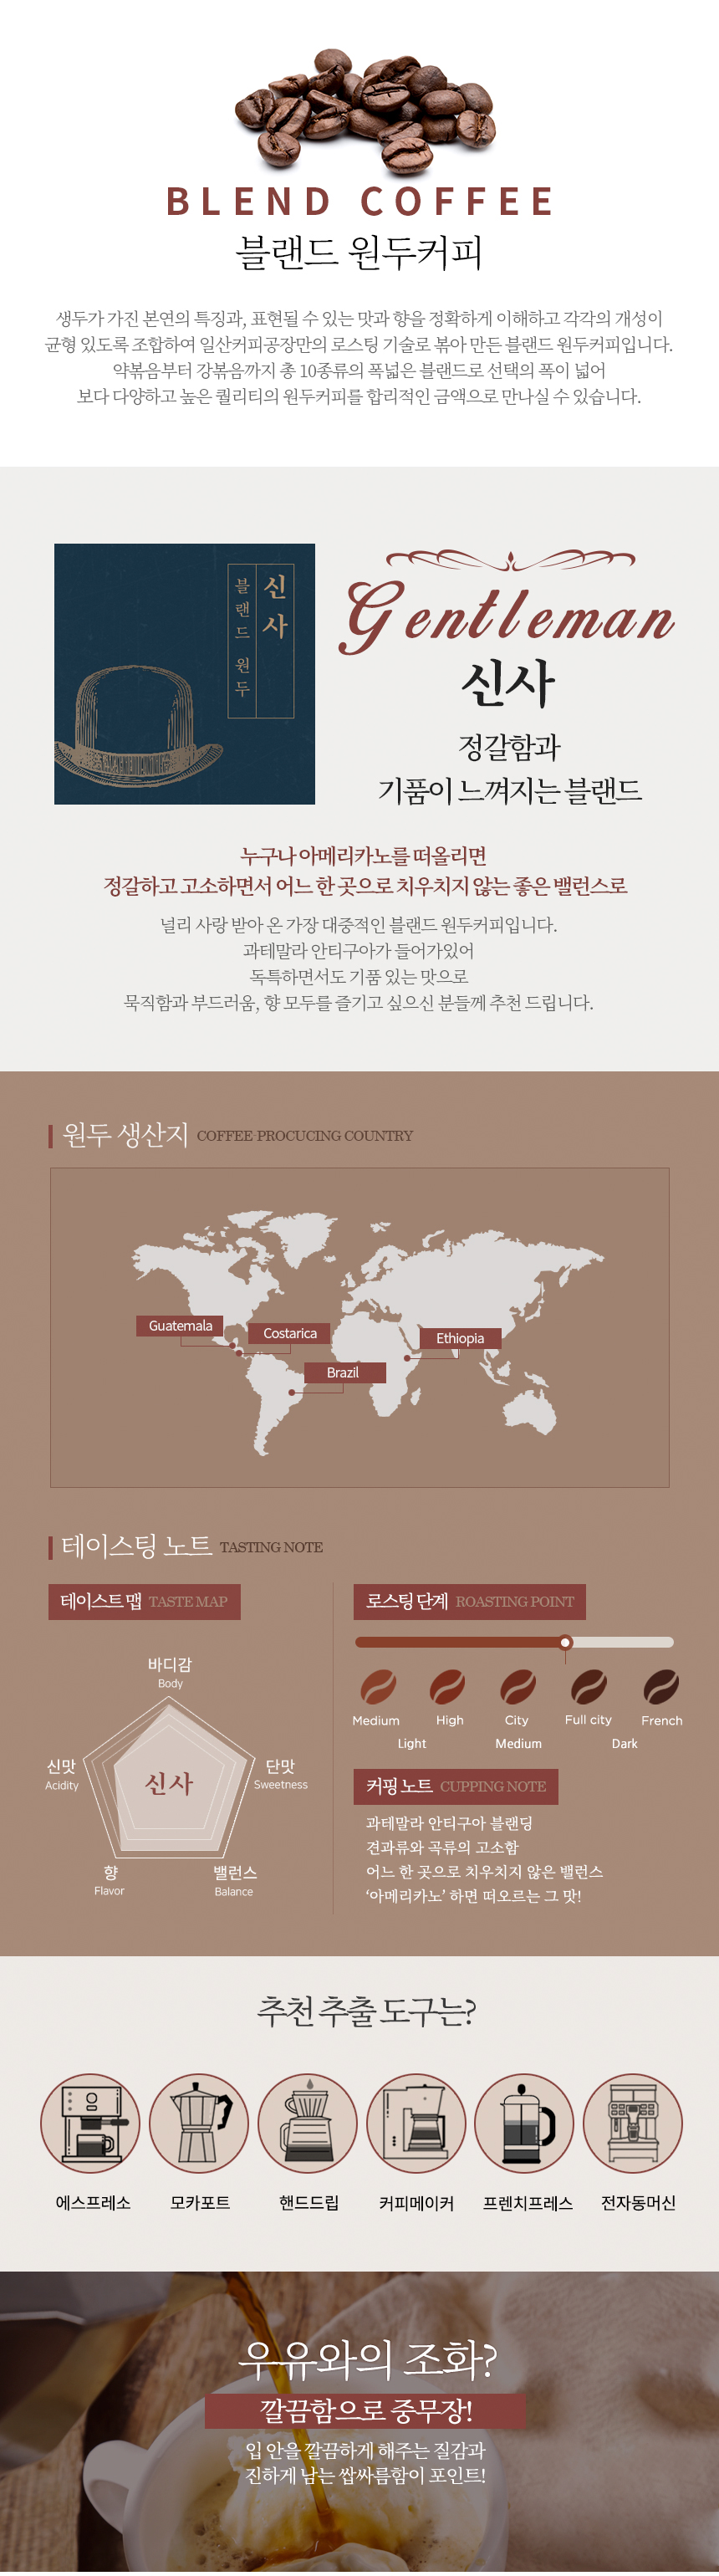 BLEND COFFEE
블랜드 원두커피
생두가 가진 본연의 특징과, 표현될 수 있는 맛과 향을 정확하게 이해하고 각각의 개성이
균형 있도록 조합하여 일산커피공장만의 로스팅 기술로 볶아 만든 블랜드 원두커피입니다.
약볶음부터 강볶음까지 총 10종류의 폭넓은 블랜드로 선택의 폭이 넓어
보다 다양하고 높은 퀄리티의 원두커피를 합리적인 금액으로 만나실 수 있습니다.
신사
블랜드 원두
Gentleman
신사
정갈함과
기품이 느껴지는 블랜드
누구나 아메리카노를 떠올리면
정갈하고 고소하면서 어느 한 곳으로 치우치지 않는 좋은 밸런스로
널리 사랑 받아 온 가장 대중적인 블랜드 원두커피입니다.
과테말라 안티구아가 들어가있어
독특하면서도 기품 있는 맛으로
묵직함과 부드러움, 향 모두를 즐기고 싶으신 분들께 추천 드립니다.
원두 생산지 COFFEE-PROCUCING COUNTRY
Guatemala
Costarica
Ethiopia
Brazil
테이스팅 노트 TASTING NOTE
테이스트 맵 TASTE MAP
바디감
Body
신맛
Acidity
단맛
Sweetness
신사
향
Flavor
밸런스
Balance
로스팅 단계 ROASTING POINT
Medium High City Full city French
Light Medium Dark
커핑 노트 CUPPING NOTE
과테말라 안티구아 블랜딩
견과류와 곡류의 고소함
어느 한 곳으로 치우치지 않은 밸런스
‘아메리카노’ 하면 떠오르는 그 맛!
추천 추출 도구는?
에스프레소 모카포트 핸드드립 커피메이커 프렌치프레스 전자동머신
우유와의 조화?
깔끔함으로 중무장!
입 안을 깔끔하게 해주는 질감과
진하게 남는 쌉싸름함이 포인트!